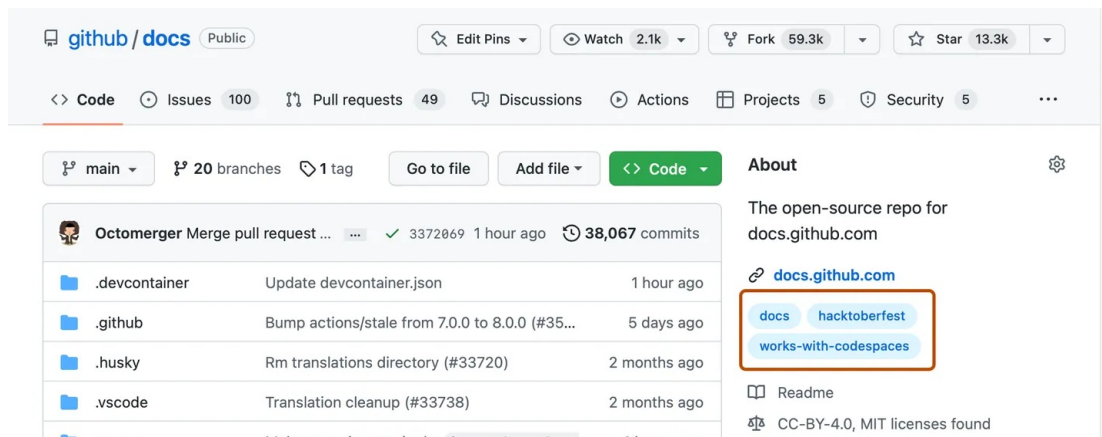 github / docs Public Edit Pins Watch 2.1k Fork 59.3k Star 13.3k
Code Issues 100 Pull requests 49 Discussions Actions Projects 5 Security 5 ...
main 20 branches 1 tag Go to file Add file Code
Octomerger Merge pull request ... ... 3372069 1 hour ago 38,067 commits
.devcontainer Update devcontainer.json 1 hour ago
.github Bump actions/stale from 7.0.0 to 8.0.0 (#35... 5 days ago
.husky Rm translations directory (#33720) 2 months ago
.vscode Translation cleanup (#33738) 2 months ago
About
The open-source repo for
docs.github.com
docs.github.com
docs hacktoberfest
works-with-codespaces
Readme
CC-BY-4.0, MIT licenses found